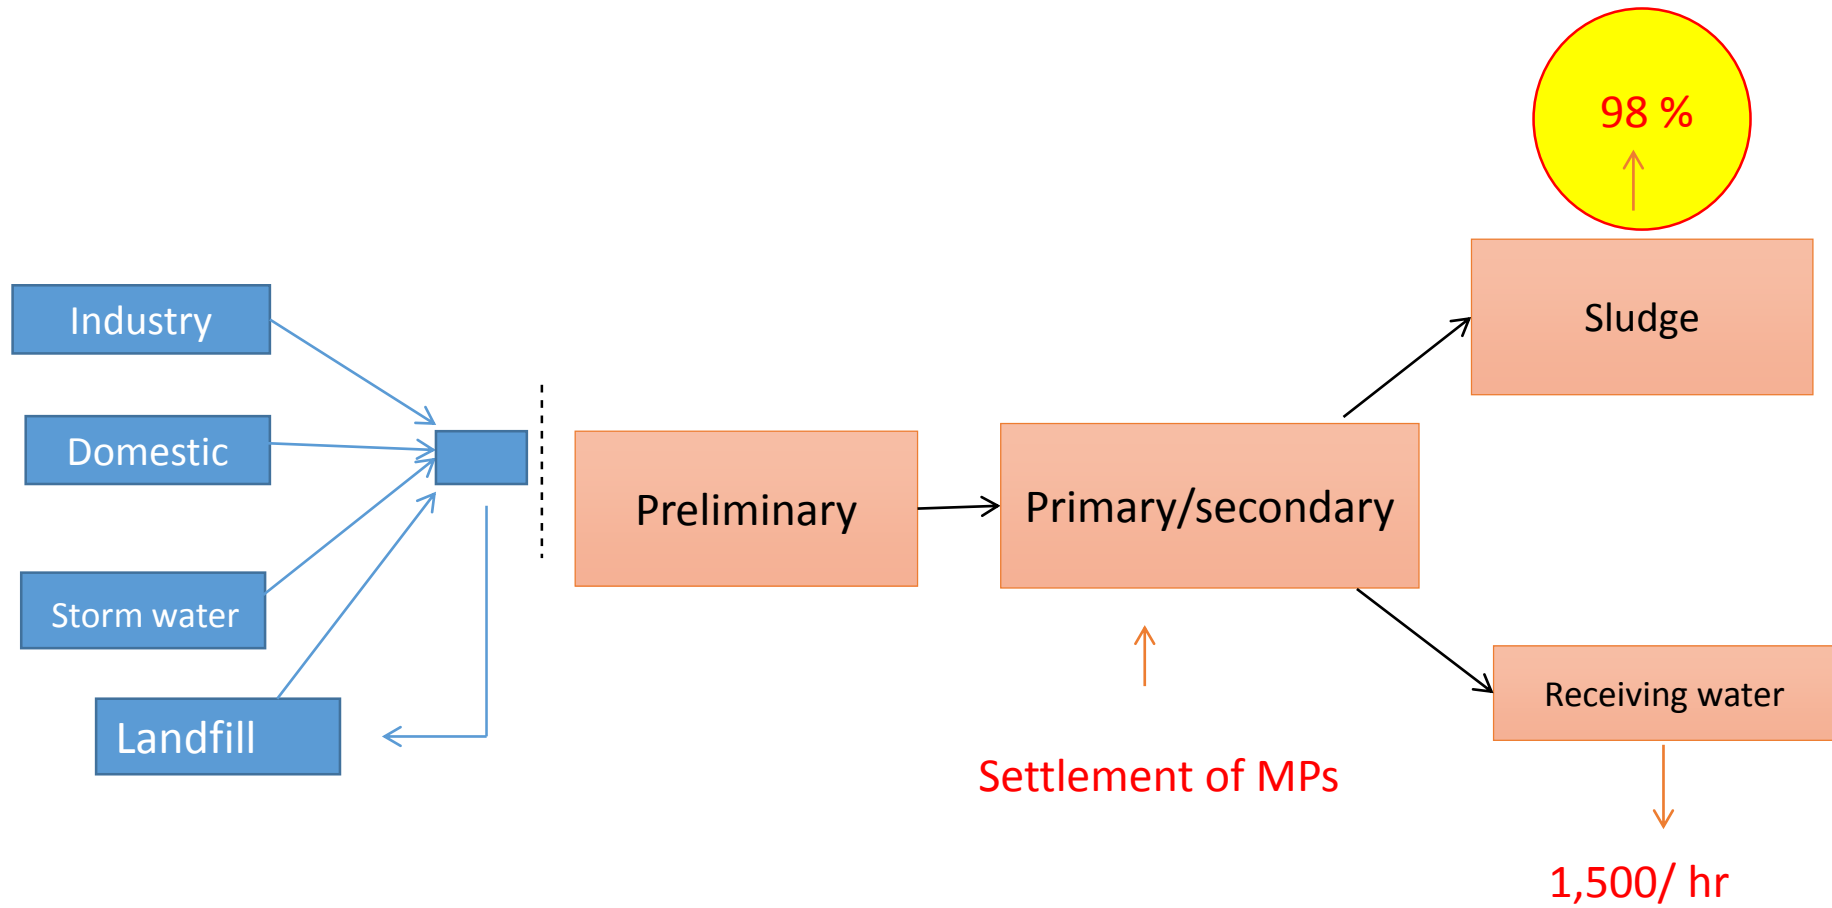 98 %
Sludge
Industry
Domestic
Storm water
Landfill
Preliminary
Primary/secondary
Settlement of MPs
Receiving water
1,500/ hr